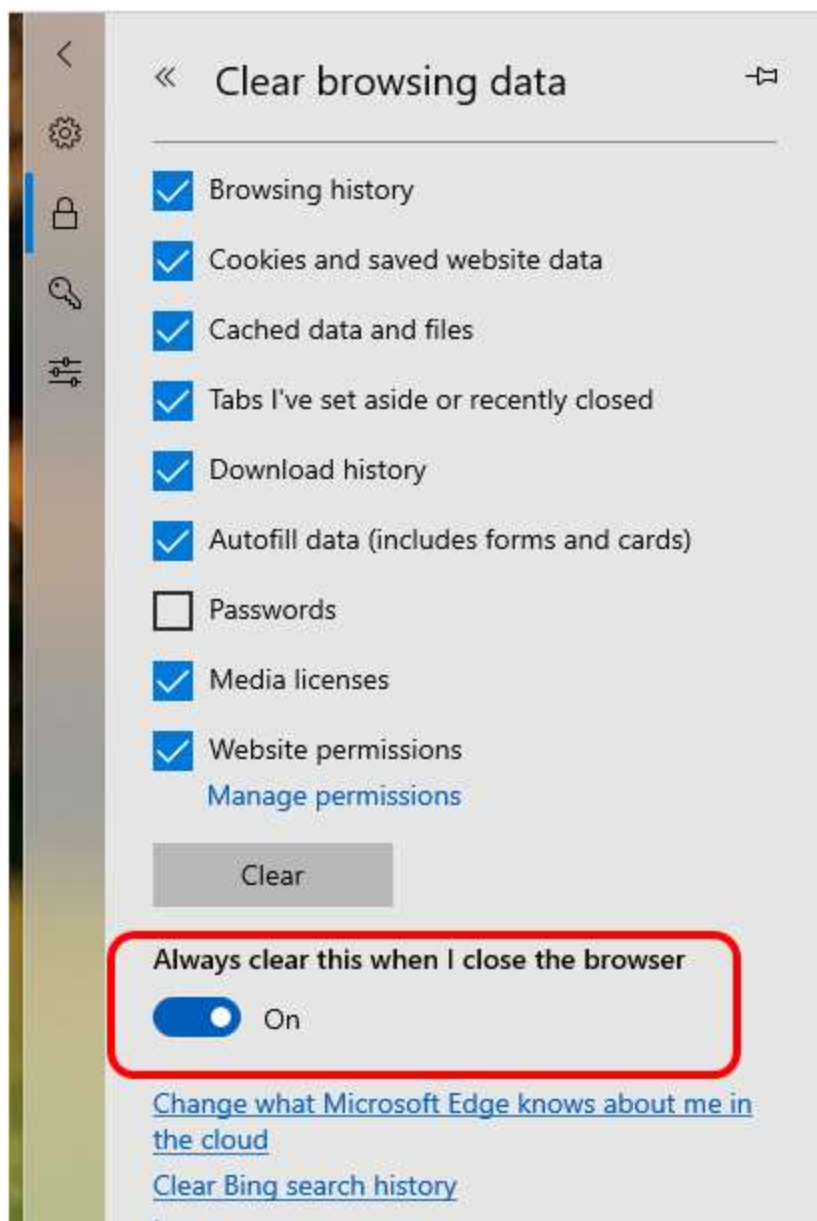 Clear browsing data
Browsing history
Cookies and saved website data
Cached data and files
Tabs I've set aside or recently closed
Download history
Autofill data (includes forms and cards)
Passwords
Media licenses
Website permissions
Manage permissions
Clear
Always clear this when I close the browser
On
Change what Microsoft Edge knows about me in
the cloud
Clear Bing search history